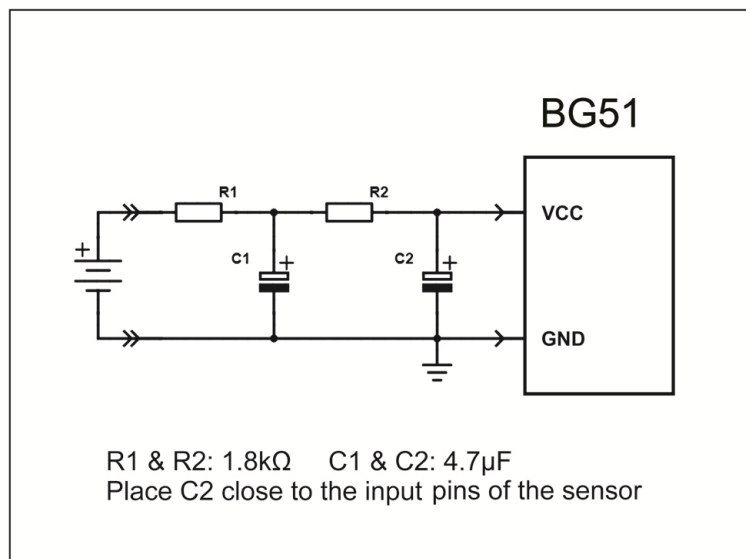 BG51
R1
R2
VCC
+
C1
+
C2
+
GND
R1 & R2: 1.8kΩ C1 & C2: 4.7µF
Place C2 close to the input pins of the sensor